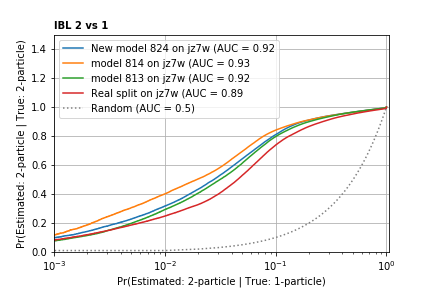 IBL 2 vs 1
Pr(Estimated: 2-particle | True: 2-particle)
1.4
1.2
1.0
0.8
0.6
0.4
0.2
0.0
New model 824 on jz7w (AUC = 0.92
model 814 on jz7w (AUC = 0.93
model 813 on jz7w (AUC = 0.92
Real split on jz7w (AUC = 0.89
Random (AUC = 0.5)
10⁻³
10⁻²
10⁻¹
10⁰
Pr(Estimated: 2-particle | True: 1-particle)